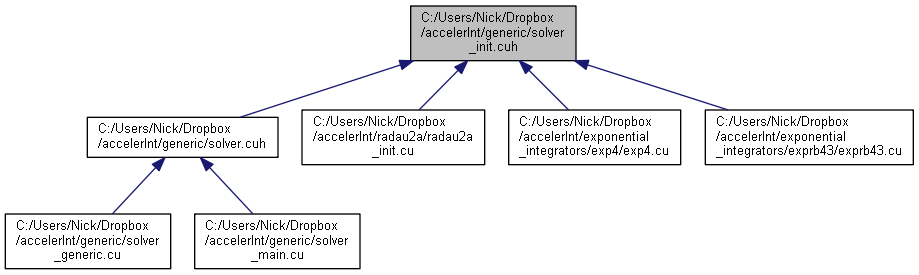 C:/Users/Nick/Dropbox
/accelerInt/generic/solver
_init.cuh
C:/Users/Nick/Dropbox
/accelerInt/generic/solver.cuh
C:/Users/Nick/Dropbox
/accelerInt/radau2a/radau2a
_init.cu
C:/Users/Nick/Dropbox
/accelerInt/exponential
_integrators/exp4/exp4.cu
C:/Users/Nick/Dropbox
/accelerInt/exponential
_integrators/exprb43/exprb43.cu
C:/Users/Nick/Dropbox
/accelerInt/generic/solver
_generic.cu
C:/Users/Nick/Dropbox
/accelerInt/generic/solver
_main.cu